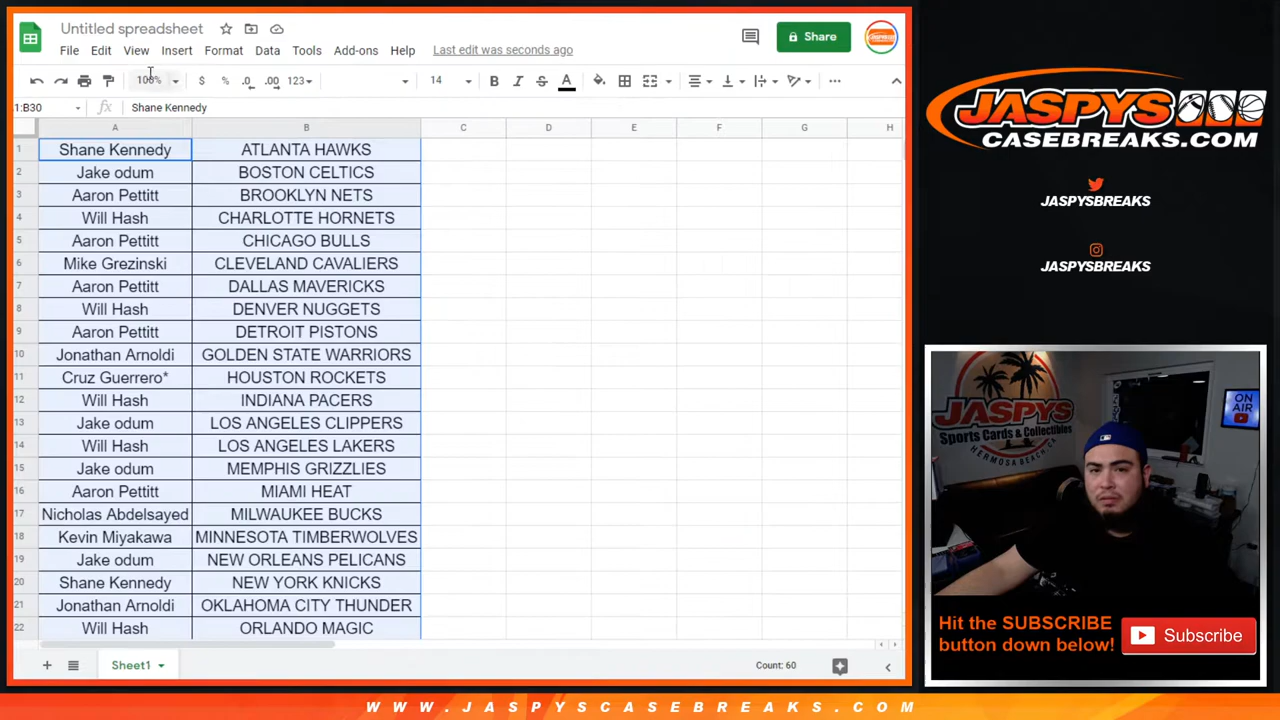 Untitled spreadsheet
File Edit View Insert Format Data Tools Add-ons Help Last edit was seconds ago
Share
100% $ % .0 .00 123 14 B I S A
1:B30 fx Shane Kennedy
A B C D E F G H
1 Shane Kennedy ATLANTA HAWKS
2 Jake odum BOSTON CELTICS
3 Aaron Pettitt BROOKLYN NETS
4 Will Hash CHARLOTTE HORNETS
5 Aaron Pettitt CHICAGO BULLS
6 Mike Grezinski CLEVELAND CAVALIERS
7 Aaron Pettitt DALLAS MAVERICKS
8 Will Hash DENVER NUGGETS
9 Aaron Pettitt DETROIT PISTONS
10 Jonathan Arnoldi GOLDEN STATE WARRIORS
11 Cruz Guerrero* HOUSTON ROCKETS
12 Will Hash INDIANA PACERS
13 Jake odum LOS ANGELES CLIPPERS
14 Will Hash LOS ANGELES LAKERS
15 Jake odum MEMPHIS GRIZZLIES
16 Aaron Pettitt MIAMI HEAT
17 Nicholas Abdelsayed MILWAUKEE BUCKS
18 Kevin Miyakawa MINNESOTA TIMBERWOLVES
19 Jake odum NEW ORLEANS PELICANS
20 Shane Kennedy NEW YORK KNICKS
21 Jonathan Arnoldi OKLAHOMA CITY THUNDER
22 Will Hash ORLANDO MAGIC
Sheet1 Count: 60
JASPYS
CASEBREAKS.COM
JASPYSBREAKS
JASPYSBREAKS
JASPYS
Sports Cards & Collectibles
HERMOSA BEACH, CA
ON
AIR
Hit the SUBSCRIBE
button down below!
Subscribe
WWW.JASPYSCASEBREAKS.COM